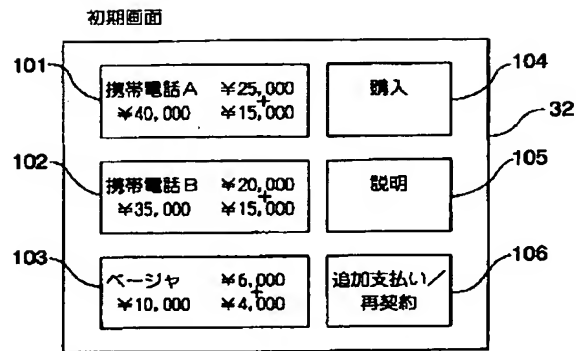 初期画面
101
携帯電話A ¥25,000
+
¥40,000 ¥15,000
購入
104
32
102
携帯電話B ¥20,000
+
¥35,000 ¥15,000
説明
105
103
ページャ ¥6,000
+
¥10,000 ¥4,000
追加支払い/
再契約
106